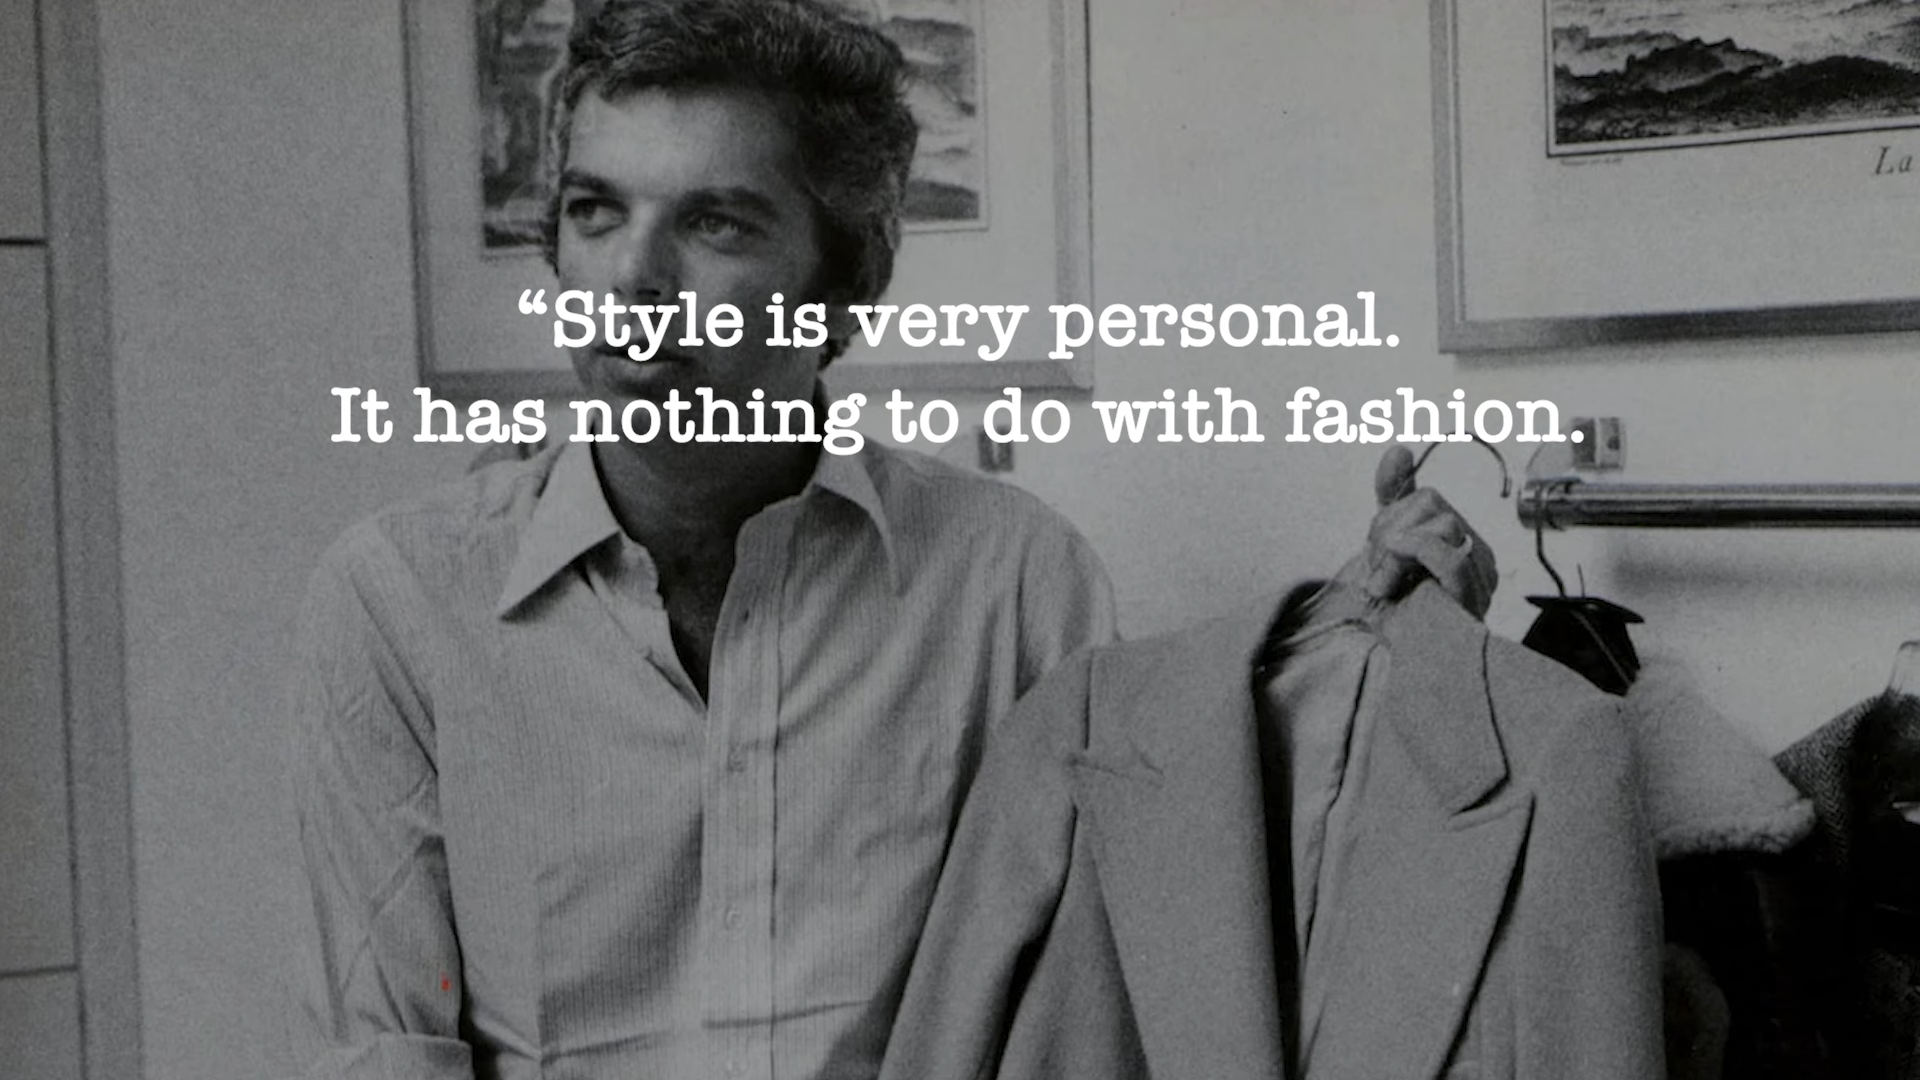 “Style is very personal.
It has nothing to do with fashion.
La